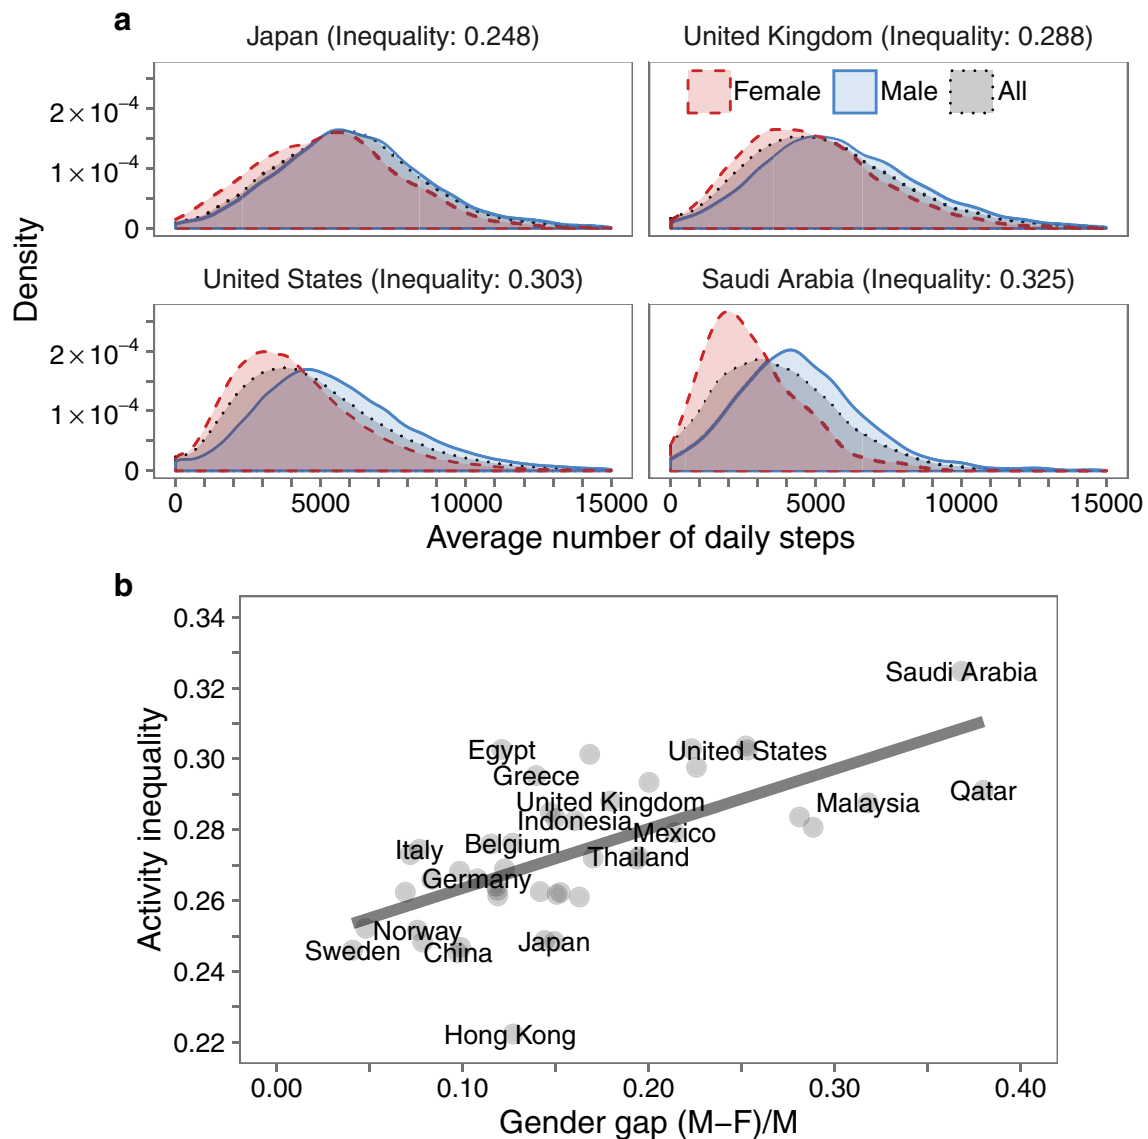 a
Japan (Inequality: 0.248)
United Kingdom (Inequality: 0.288)
Female Male All
2×10⁻⁴
1×10⁻⁴
0
Density
United States (Inequality: 0.303)
Saudi Arabia (Inequality: 0.325)
2×10⁻⁴
1×10⁻⁴
0
0 5000 10000 15000 0 5000 10000 15000
Average number of daily steps
b
0.34
0.32
0.30
0.28
0.26
0.24
0.22
Activity inequality
Saudi Arabia
Egypt
United States
Greece
Qatar
United Kingdom
Malaysia
Indonesia
Mexico
Belgium
Italy
Thailand
Germany
Norway
Japan
Sweden
China
Hong Kong
0.00 0.10 0.20 0.30 0.40
Gender gap (M−F)/M